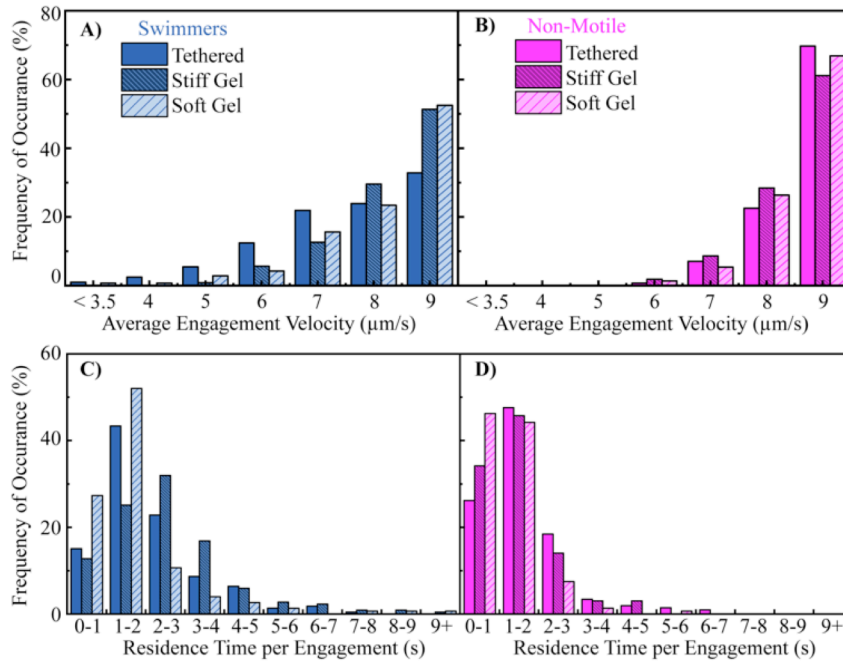 80
60
40
20
0
Frequency of Occurance (%)
A)
Swimmers
Tethered
Stiff Gel
Soft Gel
< 3.5 4 5 6 7 8 9
Average Engagement Velocity (µm/s)
B)
Non-Motile
Tethered
Stiff Gel
Soft Gel
< 3.5 4 5 6 7 8 9
Average Engagement Velocity (µm/s)
60
40
20
0
Frequency of Occurance (%)
C)
0-1 1-2 2-3 3-4 4-5 5-6 6-7 7-8 8-9 9+
Residence Time per Engagement (s)
D)
0-1 1-2 2-3 3-4 4-5 5-6 6-7 7-8 8-9 9+
Residence Time per Engagement (s)